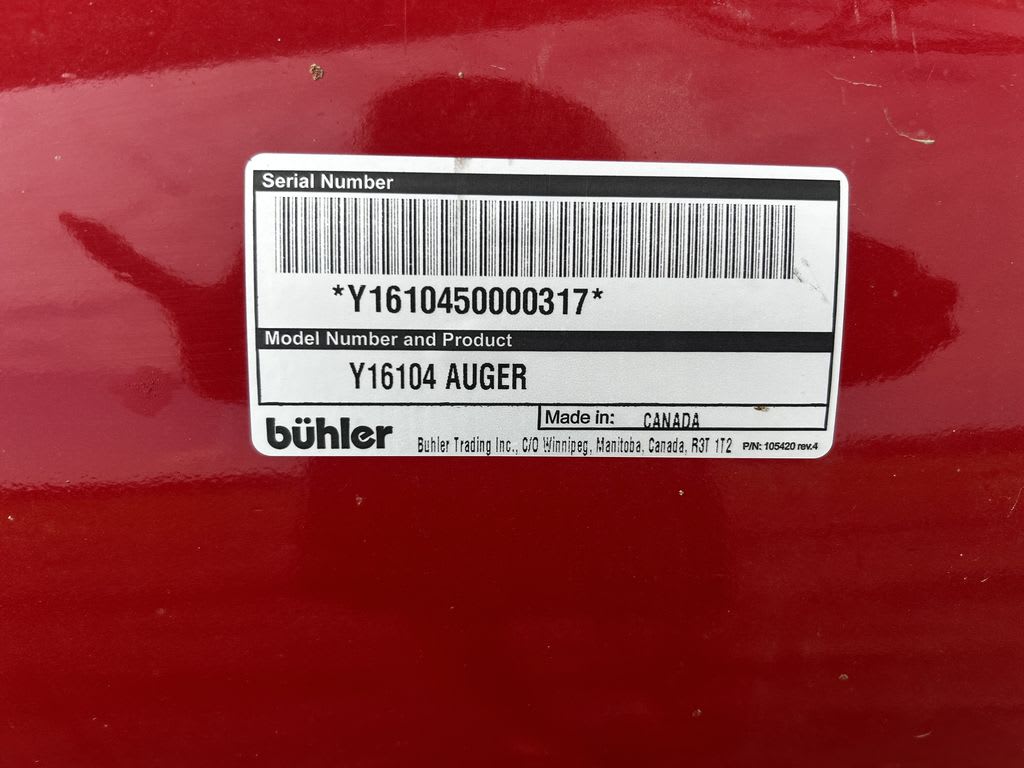 Serial Number
*Y1610450000317*
Model Number and Product
Y16104 AUGER
Made in: CANADA
bühler
Buhler Trading Inc., C/O Winnipeg, Manitoba, Canada, R3T 1T2 P/N: 105420 rev.4